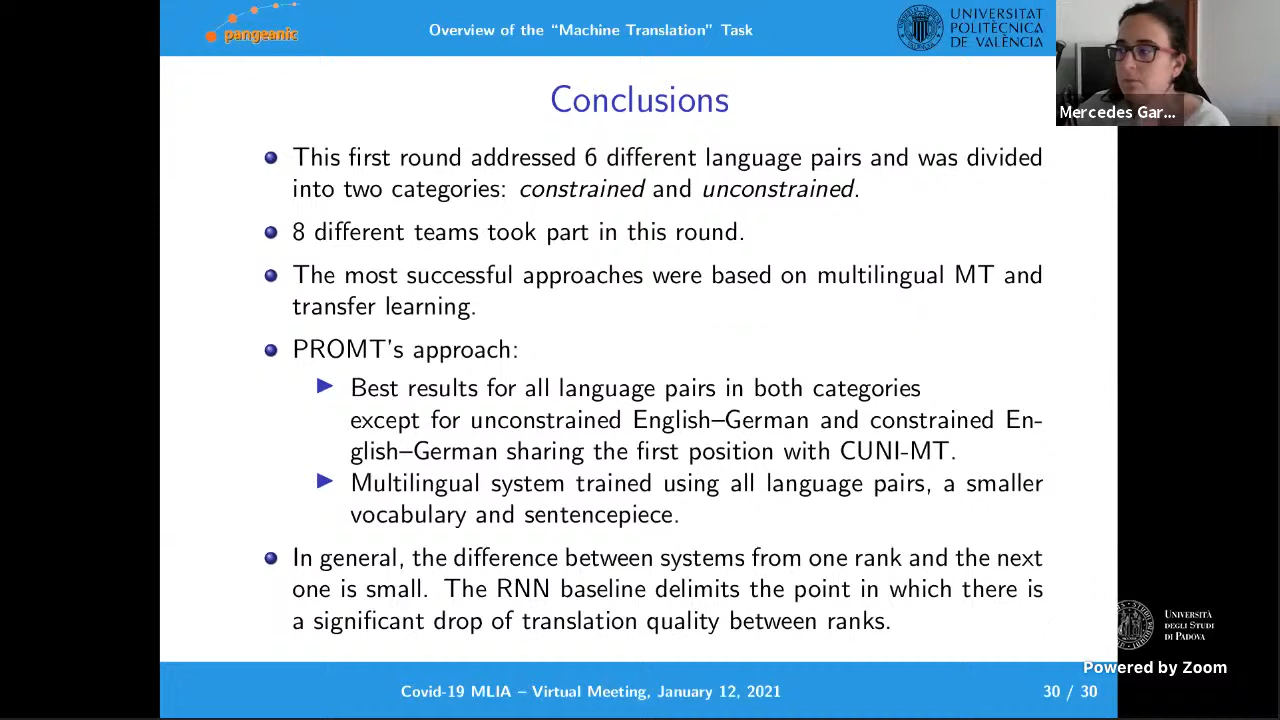 pangeanic
Overview of the “Machine Translation” Task
UNIVERSITAT
POLITÈCNICA
DE VALÈNCIA
Mercedes Gar...
Conclusions
This first round addressed 6 different language pairs and was divided
into two categories: constrained and unconstrained.
8 different teams took part in this round.
The most successful approaches were based on multilingual MT and
transfer learning.
PROMT’s approach:
Best results for all language pairs in both categories
except for unconstrained English–German and constrained En-
glish–German sharing the first position with CUNI-MT.
Multilingual system trained using all language pairs, a smaller
vocabulary and sentencepiece.
In general, the difference between systems from one rank and the next
one is small. The RNN baseline delimits the point in which there is
a significant drop of translation quality between ranks.
UNIVERSITÀ
DEGLI STUDI
DI PADOVA
Powered by Zoom
Covid-19 MLIA – Virtual Meeting, January 12, 2021
30 / 30